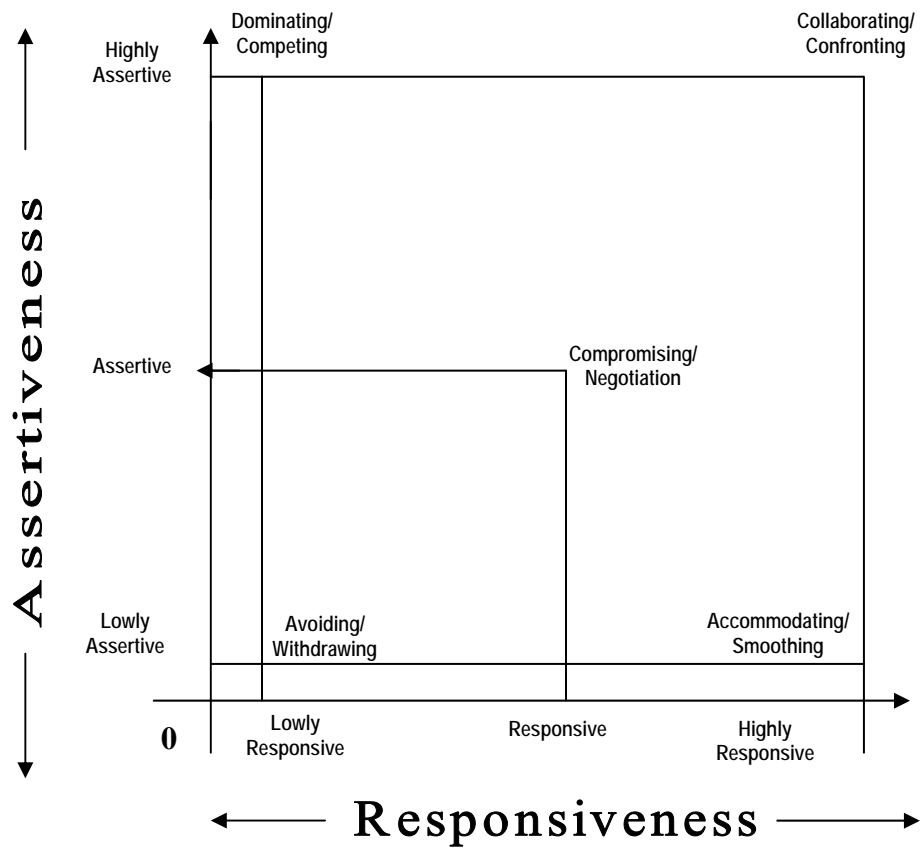 Dominating/
Competing
Collaborating/
Confronting
Highly
Assertive
Assertiveness
Assertive
Compromising/
Negotiation
Lowly
Assertive
Avoiding/
Withdrawing
Accommodating/
Smoothing
0
Lowly
Responsive
Responsive
Highly
Responsive
Responsiveness